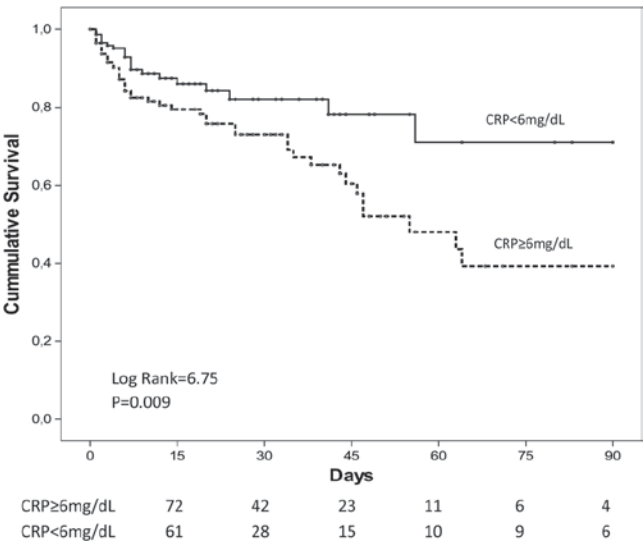 1,0
0,8
0,6
0,4
0,2
0,0
Cummulative Survival
CRP<6mg/dL
CRP≥6mg/dL
Log Rank=6.75
P=0.009
0 15 30 45 60 75 90
Days
CRP≥6mg/dL 72 42 23 11 6 4
CRP<6mg/dL 61 28 15 10 9 6